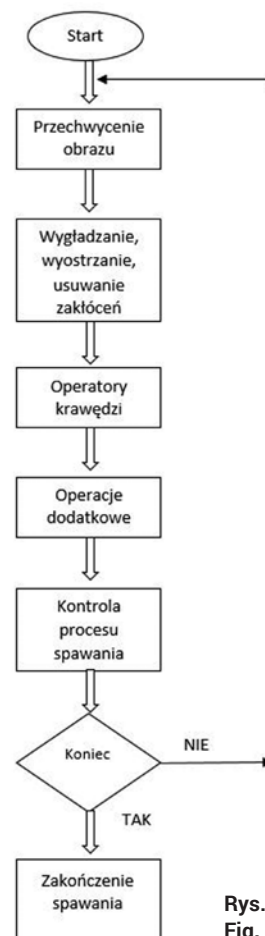 Start
Przechwycenie
obrazu
Wygładzanie,
wyostrzanie,
usuwanie
zakłóceń
Operatory
krawędzi
Operacje
dodatkowe
Kontrola
procesu
spawania
Koniec
NIE
TAK
Zakończenie
spawania
Rys.
Fig.